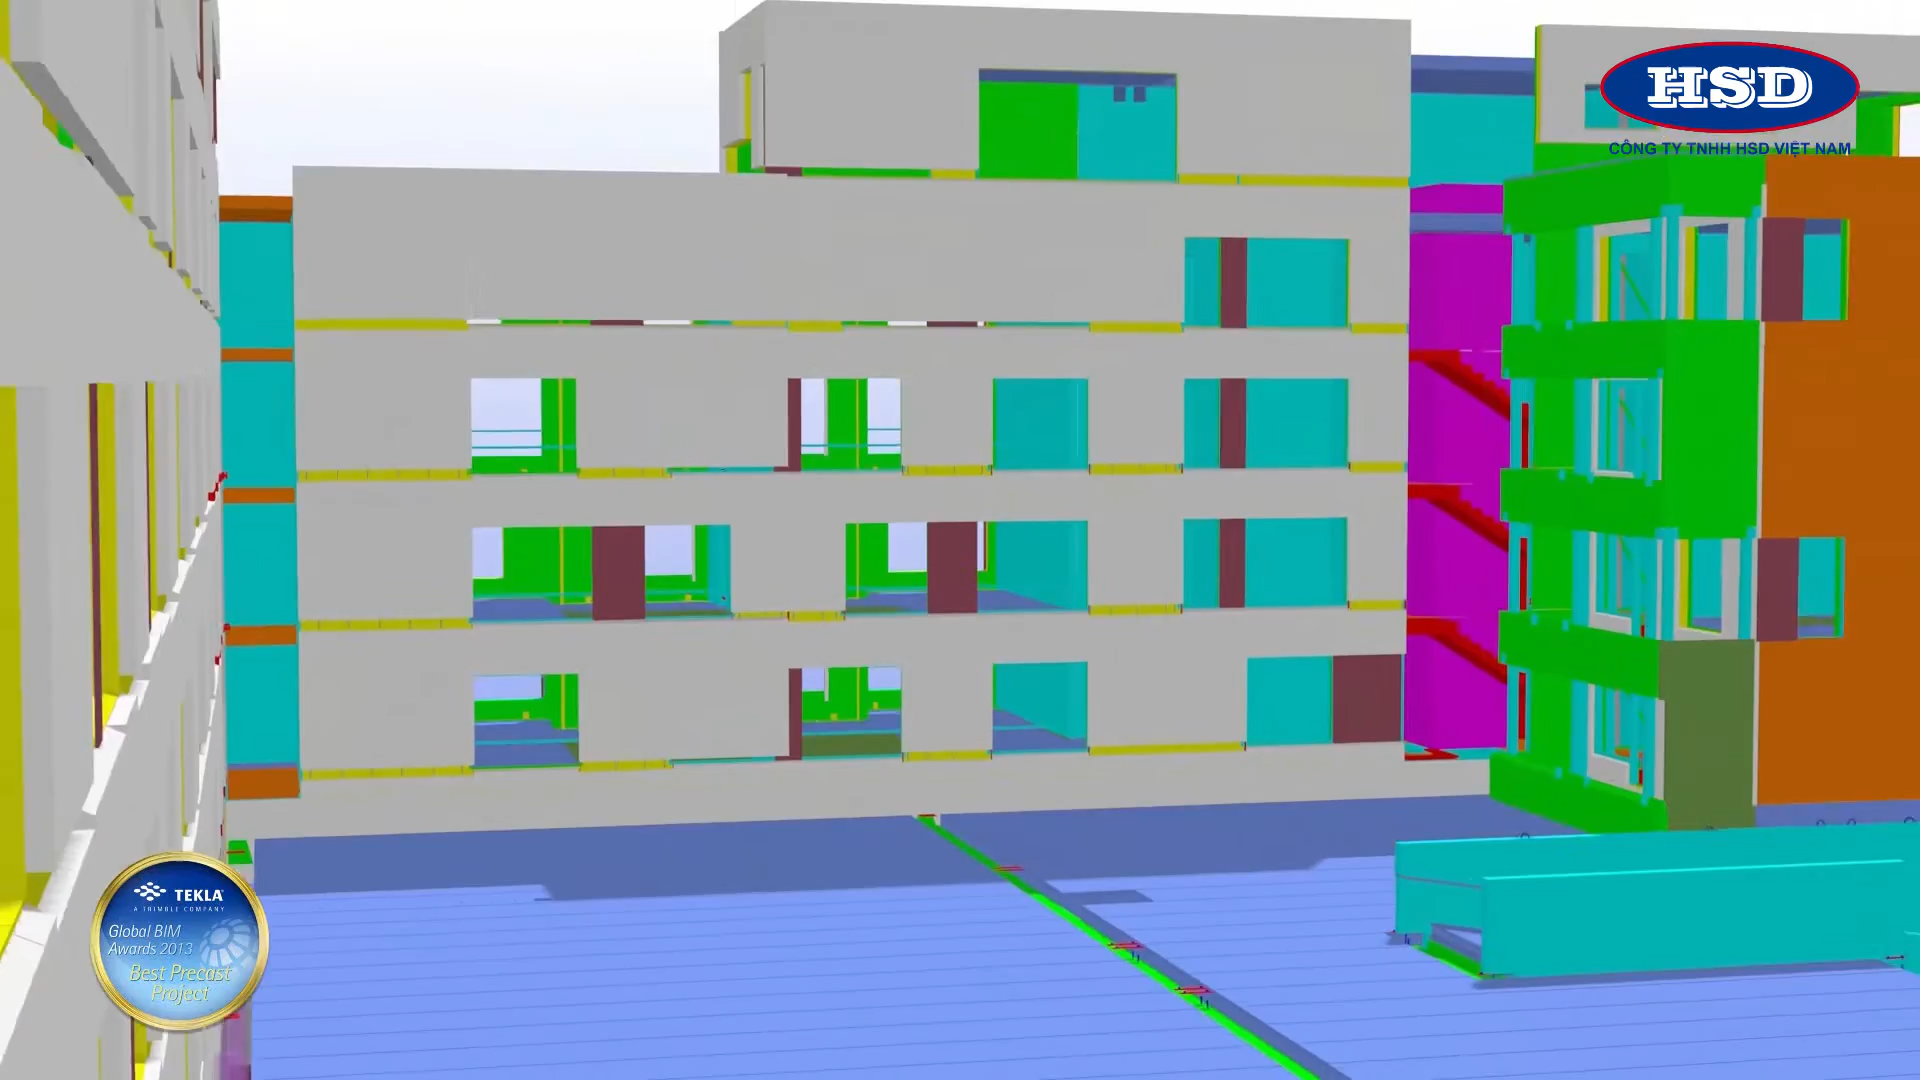 HSD
CÔNG TY TNHH HSD VIỆT NAM
TEKLA
A TRIMBLE COMPANY
Global BIM
Awards 2013
Best Precast
Project